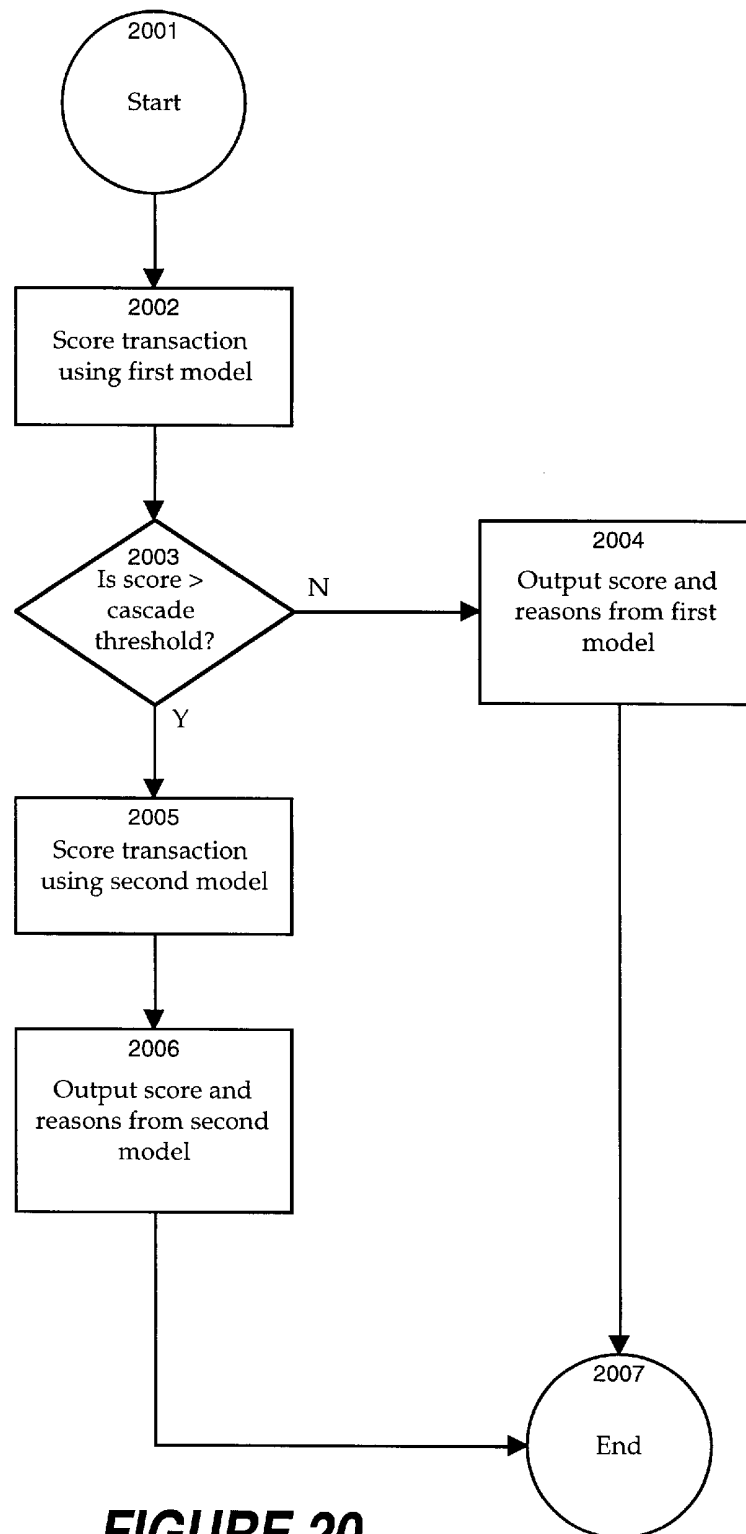 2001
Start
2002
Score transaction
using first model
2003
Is score >
cascade
threshold?
N
2004
Output score and
reasons from first
model
Y
2005
Score transaction
using second model
2006
Output score and
reasons from second
model
2007
End
FIGURE 20